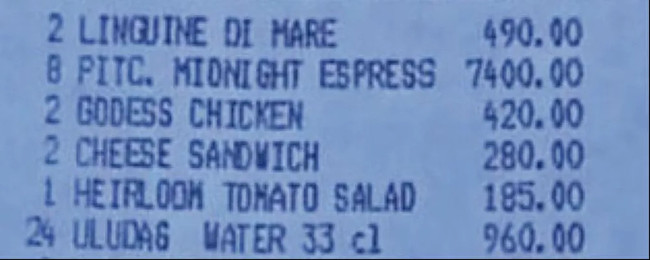 2 LINGUINE DI MARE 490.00
8 PITC. MIDNIGHT ESPRESS 7400.00
2 GODESS CHICKEN 420.00
2 CHEESE SANDWICH 280.00
1 HEIRLOOM TOMATO SALAD 185.00
24 ULUDAG WATER 33 cl 960.00